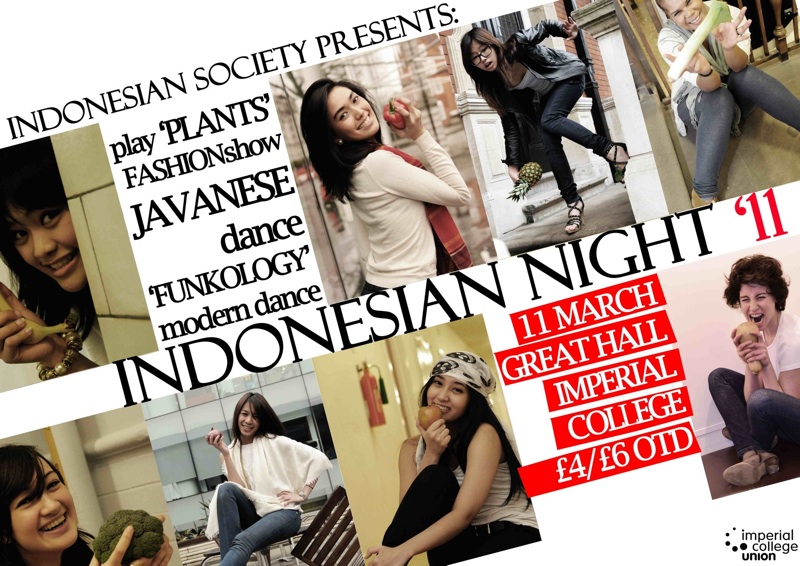 INDONESIAN SOCIETY PRESENTS:
play 'PLANTS'
FASHIONshow
JAVANESE
dance
'FUNKOLOGY'
modern dance
INDONESIAN NIGHT '11
11 MARCH
GREAT HALL
IMPERIAL
COLLEGE
£4/£6 OTD
imperial
college
union